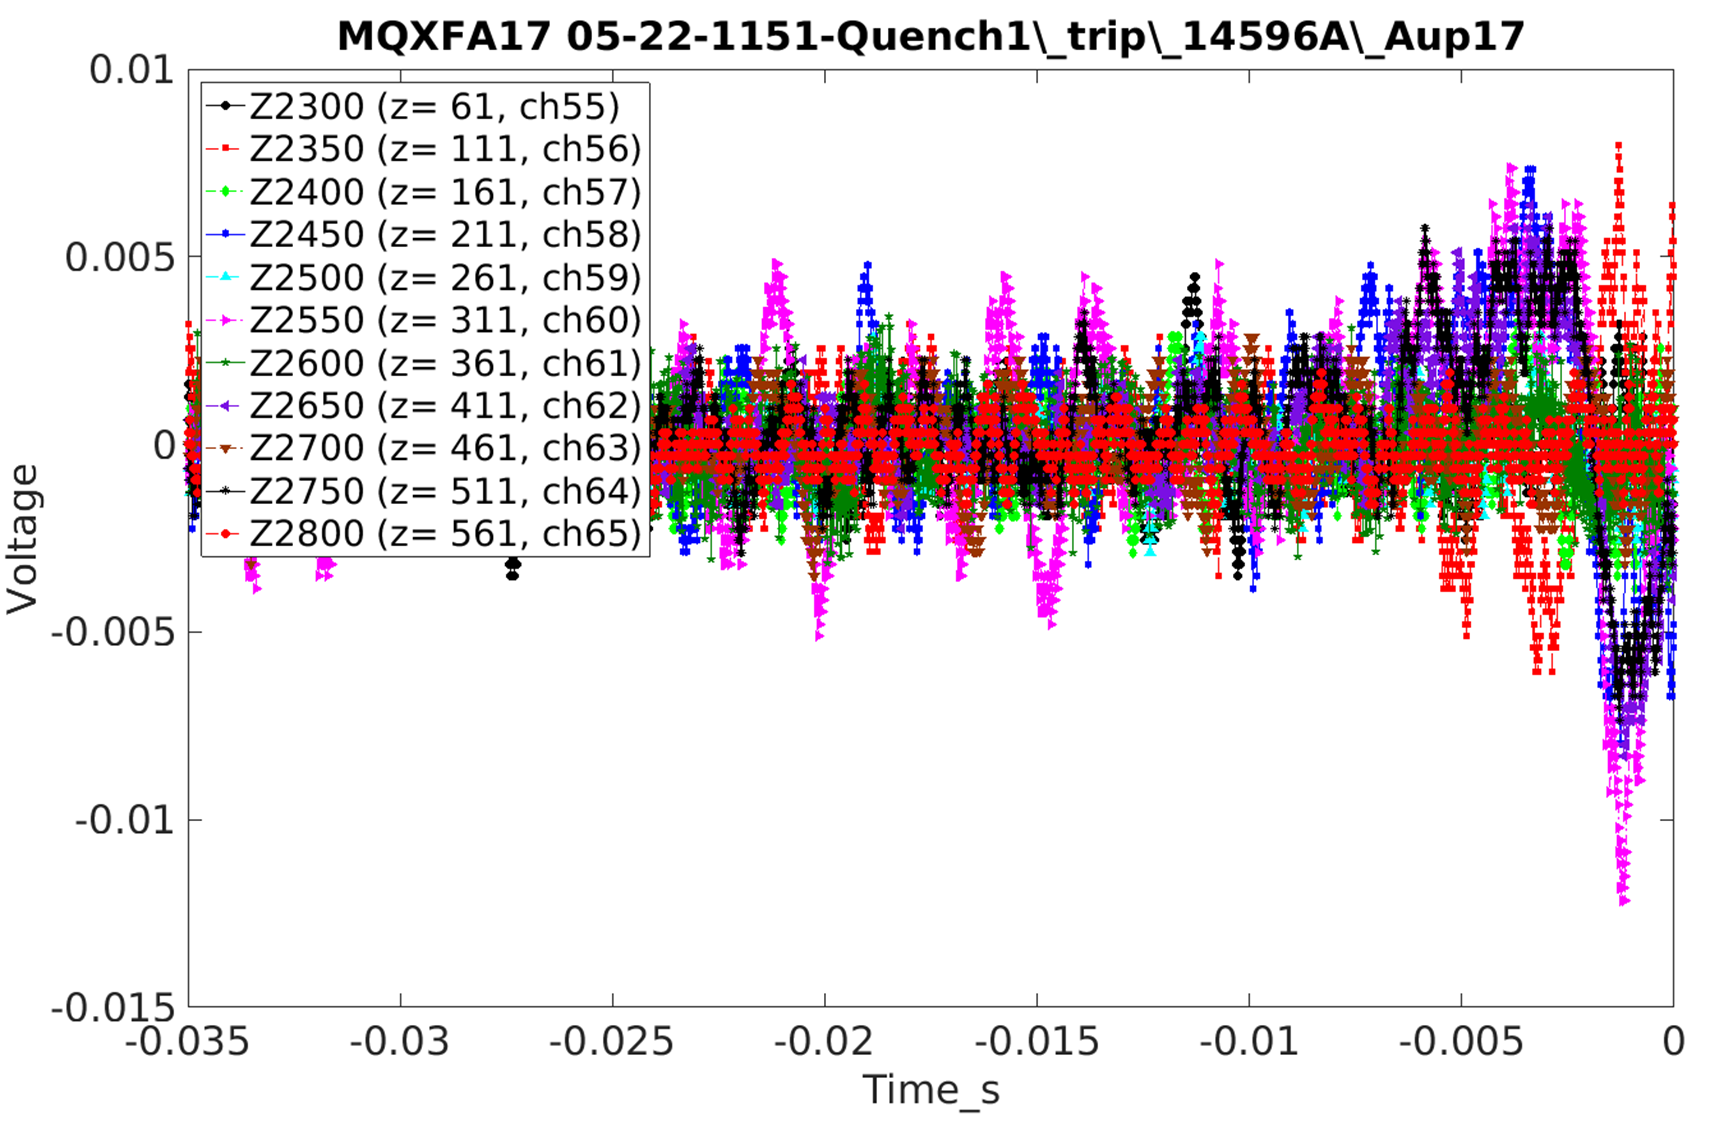 MQXFA17 05-22-1151-Quench1\_trip\_14596A\_Aup17
0.01
0.005
0
-0.005
-0.01
-0.015
Voltage
Z2300 (z= 61, ch55)
Z2350 (z= 111, ch56)
Z2400 (z= 161, ch57)
Z2450 (z= 211, ch58)
Z2500 (z= 261, ch59)
Z2550 (z= 311, ch60)
Z2600 (z= 361, ch61)
Z2650 (z= 411, ch62)
Z2700 (z= 461, ch63)
Z2750 (z= 511, ch64)
Z2800 (z= 561, ch65)
-0.035 -0.03 -0.025 -0.02 -0.015 -0.01 -0.005 0
Time_s